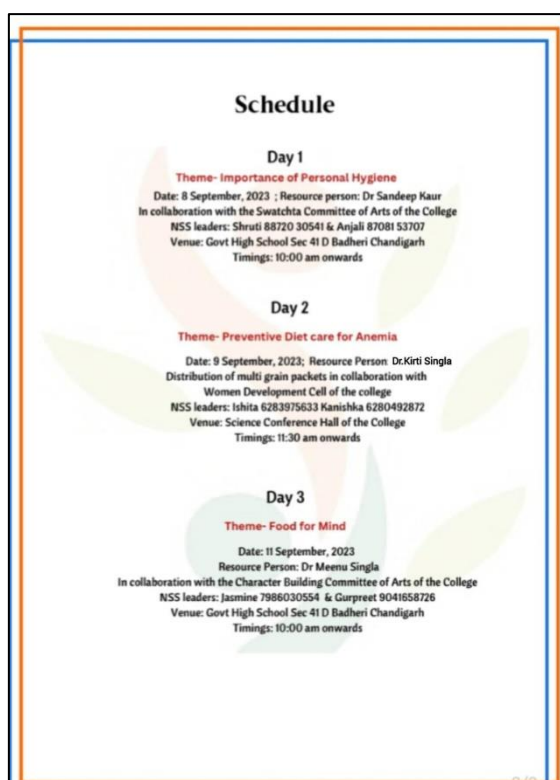 Schedule
Day 1
Theme- Importance of Personal Hygiene
Date: 8 September, 2023 ; Resource person: Dr Sandeep Kaur
In collaboration with the Swatchta Committee of Arts of the College
NSS leaders: Shruti 88720 30541 & Anjali 87081 53707
Venue: Govt High School Sec 41 D Badheri Chandigarh
Timings: 10:00 am onwards
Day 2
Theme- Preventive Diet care for Anemia
Date: 9 September, 2023; Resource Person Dr.Kirti Singla
Distribution of multi grain packets in collaboration with
Women Development Cell of the college
NSS leaders: Ishita 6283975633 Kanishka 6280492872
Venue: Science Conference Hall of the College
Timings: 11:30 am onwards
Day 3
Theme- Food for Mind
Date: 11 September, 2023
Resource Person: Dr Meenu Singla
In collaboration with the Character Building Committee of Arts of the College
NSS leaders: Jasmine 7986030554 & Gurpreet 9041658726
Venue: Govt High School Sec 41 D Badheri Chandigarh
Timings: 10:00 am onwards